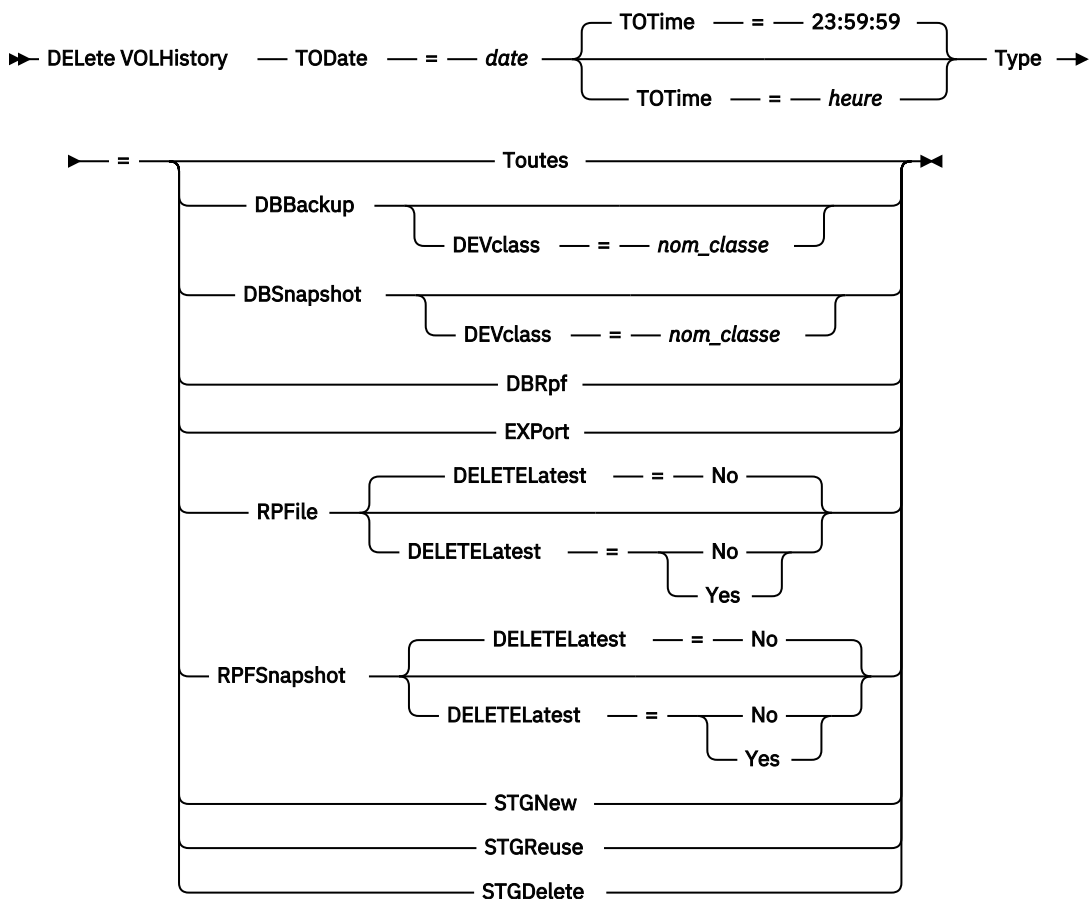 TOTime = 23:59:59
DELete VOLHistory TODate = date Type
TOTime = heure
= Toutes
DBBackup
DEVclass = nom_classe
DBSnapshot
DEVclass = nom_classe
DBRpf
EXPort
DELETELatest = No
RPFile
DELETELatest = No
Yes
DELETELatest = No
RPFSnapshot
DELETELatest = No
Yes
STGNew
STGReuse
STGDelete